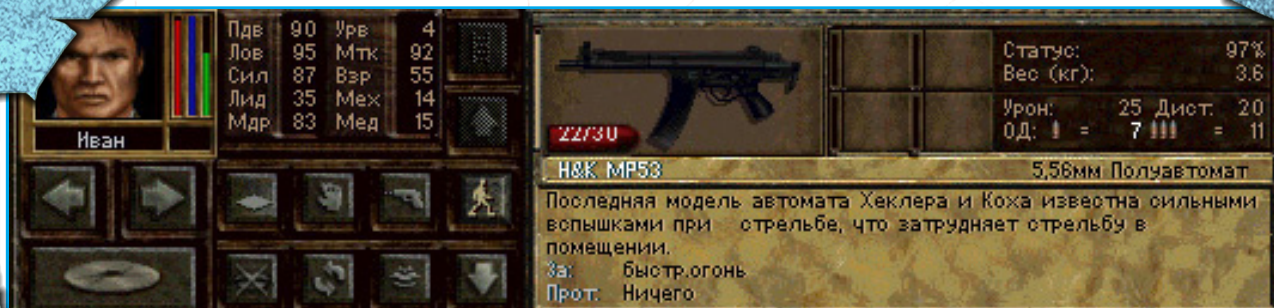 Иван
Пдв 90 Урв 4
Лов 95 Мтк 92
Сил 87 Взр 55
Лид 35 Мех 14
Мдр 83 Мед 15
22/30
Статус: 97%
Вес (кг): 3.6
Урон: 25 Дист: 20
ОД: = 7 = 11
H&K MP53 5,56мм Полуавтомат
Последняя модель автомата Хеклера и Коха известна сильными
вспышками при стрельбе, что затрудняет стрельбу в
помещении.
За: быстр.огонь
Прот: Ничего